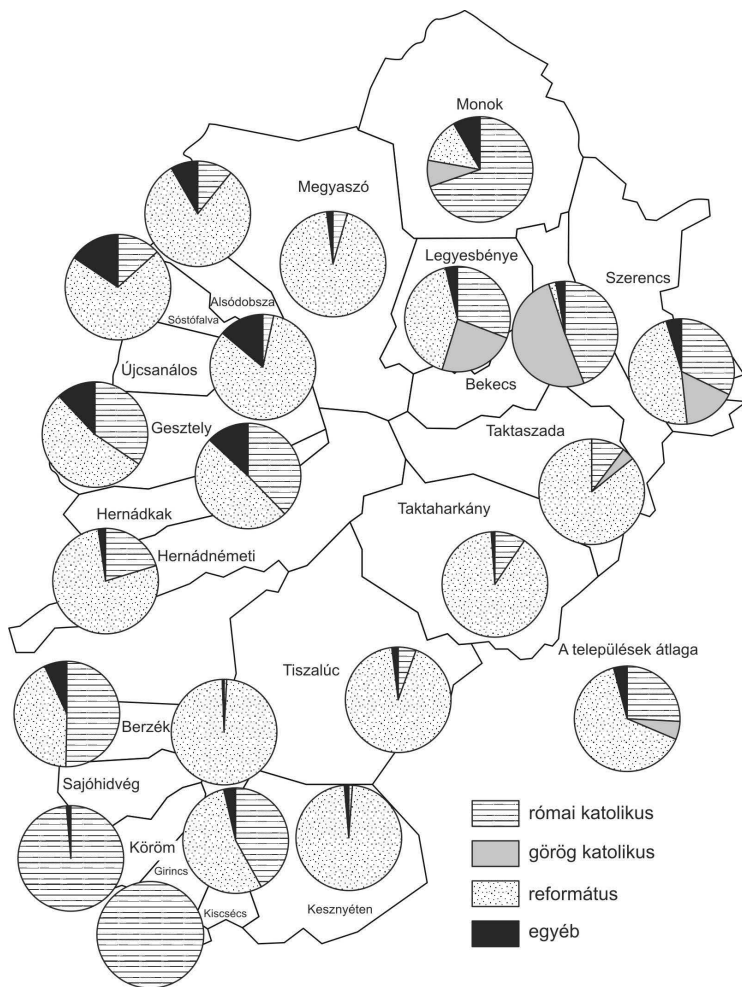 Monok
Megyaszó
Legyesbénye
Szerencs
Alsódobsza
Sóstófalva
Újcsanálos
Bekecs
Gesztely
Taktaszada
Hernádkak
Taktaharkány
Hernádnémeti
A települések átlaga
Tiszalúc
Berzék
Sajóhidvég
Köröm
Girincs
Kiscsécs
Kesznyéten
római katolikus
görög katolikus
református
egyéb